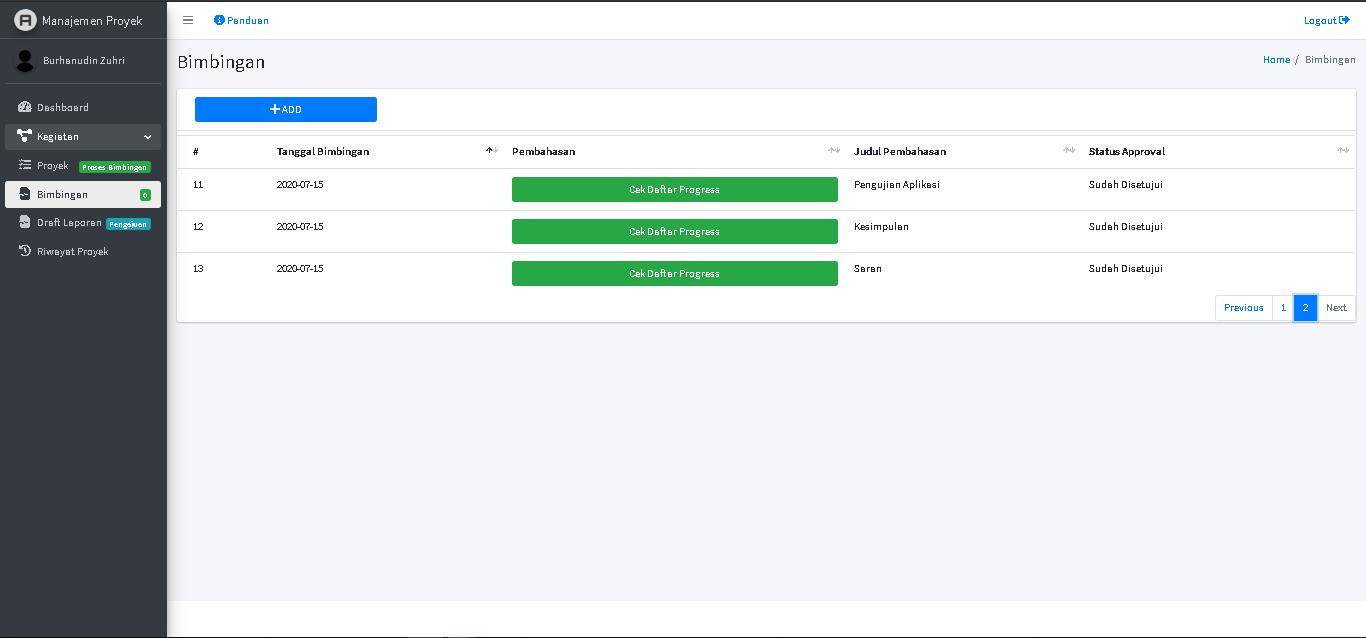 Manajemen Proyek
Panduan
Logout
Burhanudin Zuhri
Bimbingan
Home / Bimbingan
Dashboard
Kegiatan
Proyek Proses Bimbingan
Bimbingan 6
Draft Laporan Pengajuan
Riwayat Proyek
+ ADD
# Tanggal Bimbingan Pembahasan Judul Pembahasan Status Approval
11 2020-07-15 Cek Daftar Progress Pengujian Aplikasi Sudah Disetujui
12 2020-07-15 Cek Daftar Progress Kesimpulan Sudah Disetujui
13 2020-07-15 Cek Daftar Progress Saran Sudah Disetujui
Previous 1 2 Next